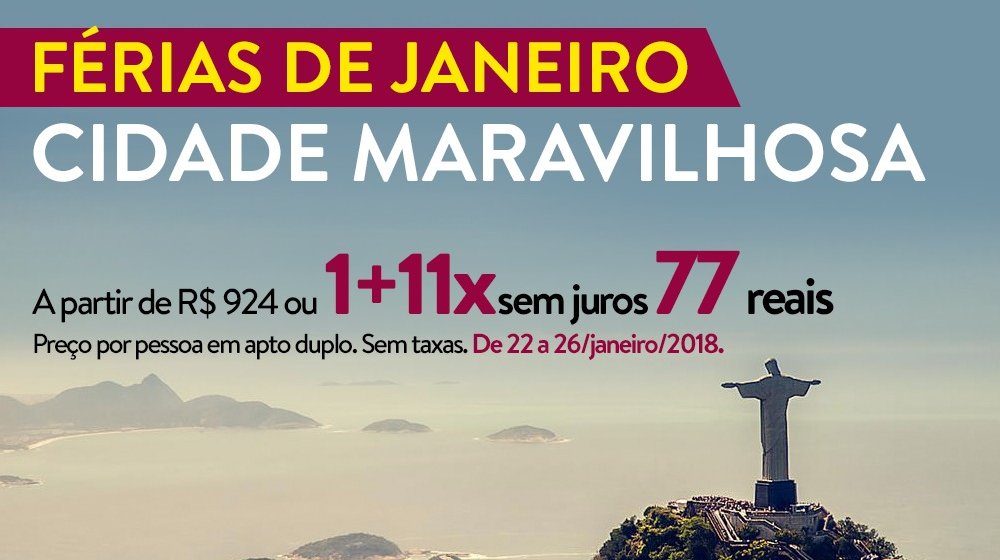 FÉRIAS DE JANEIRO
CIDADE MARAVILHOSA
A partir de R$ 924 ou 1+11x sem juros 77 reais
Preço por pessoa em apto duplo. Sem taxas. De 22 a 26/janeiro/2018.